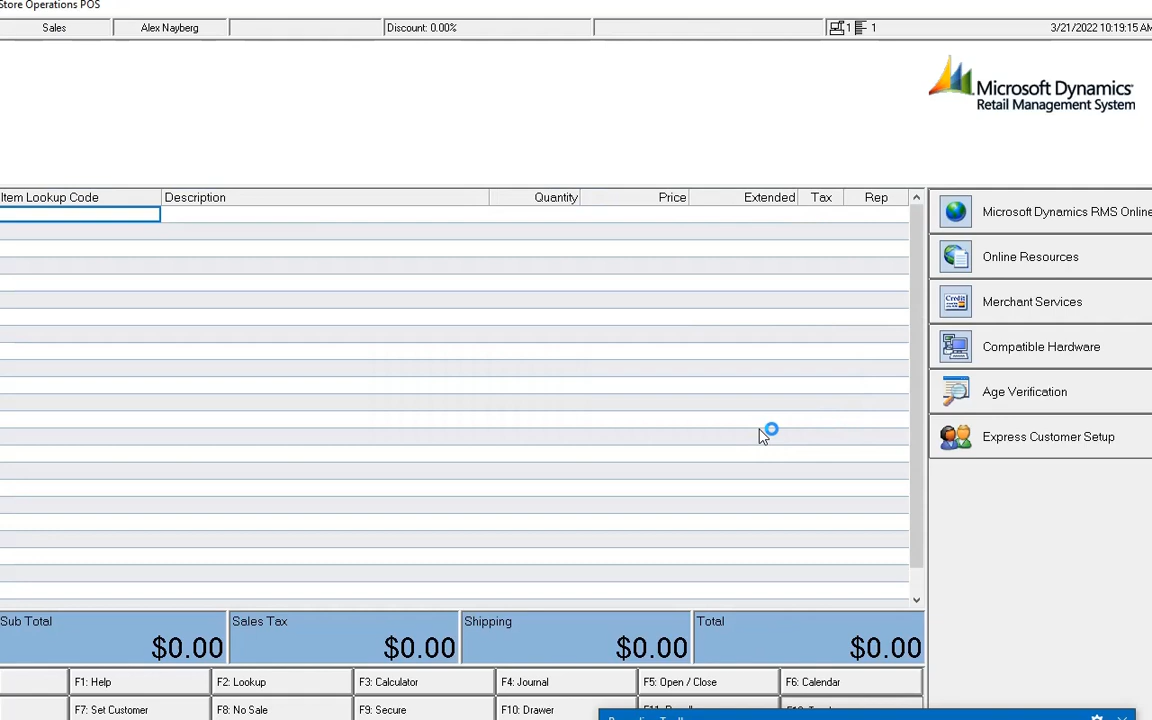 Store Operations POS
Sales Alex Nayberg Discount: 0.00% 1 1 3/21/2022 10:19:15 AM
Microsoft Dynamics
Retail Management System
Item Lookup Code Description Quantity Price Extended Tax Rep
Microsoft Dynamics RMS Online
Online Resources
Credit
Merchant Services
Compatible Hardware
Age Verification
Express Customer Setup
Sub Total Sales Tax Shipping Total
$0.00 $0.00 $0.00 $0.00
F1: Help F2: Lookup F3: Calculator F4: Journal F5: Open / Close F6: Calendar
F7: Set Customer F8: No Sale F9: Secure F10: Drawer